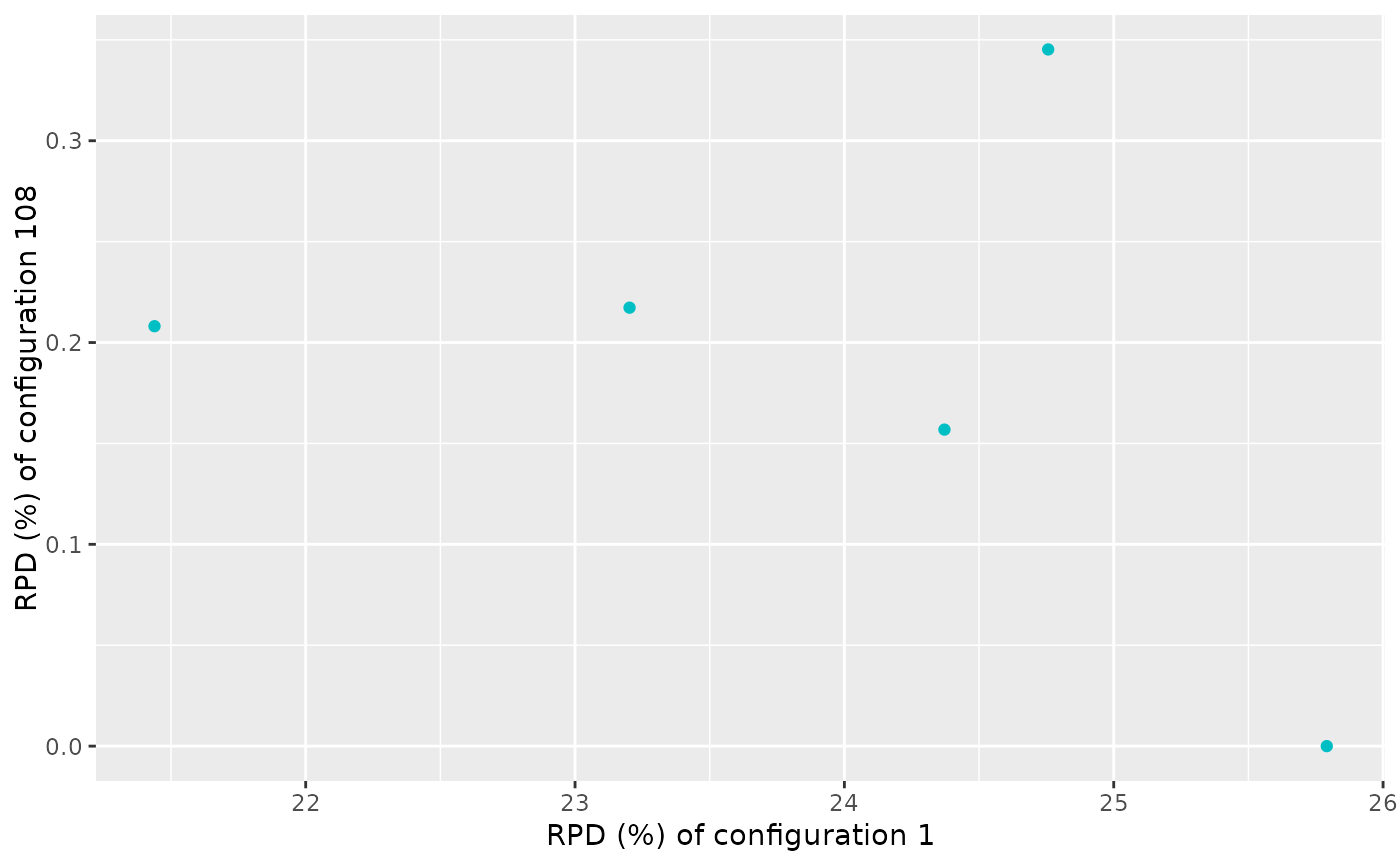 RPD (%) of configuration 108
0.3
0.2
0.1
0.0
22 23 24 25 26
RPD (%) of configuration 1